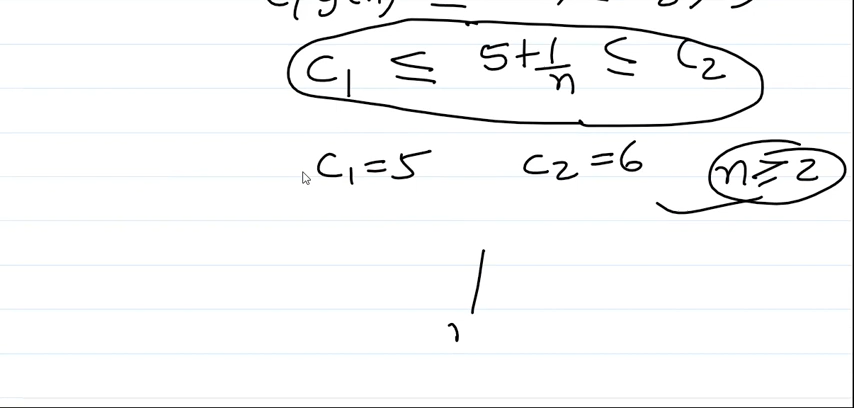 C₁ ≤ 5+1/n ≤ C₂
C₁=5 C₂=6 n≥2